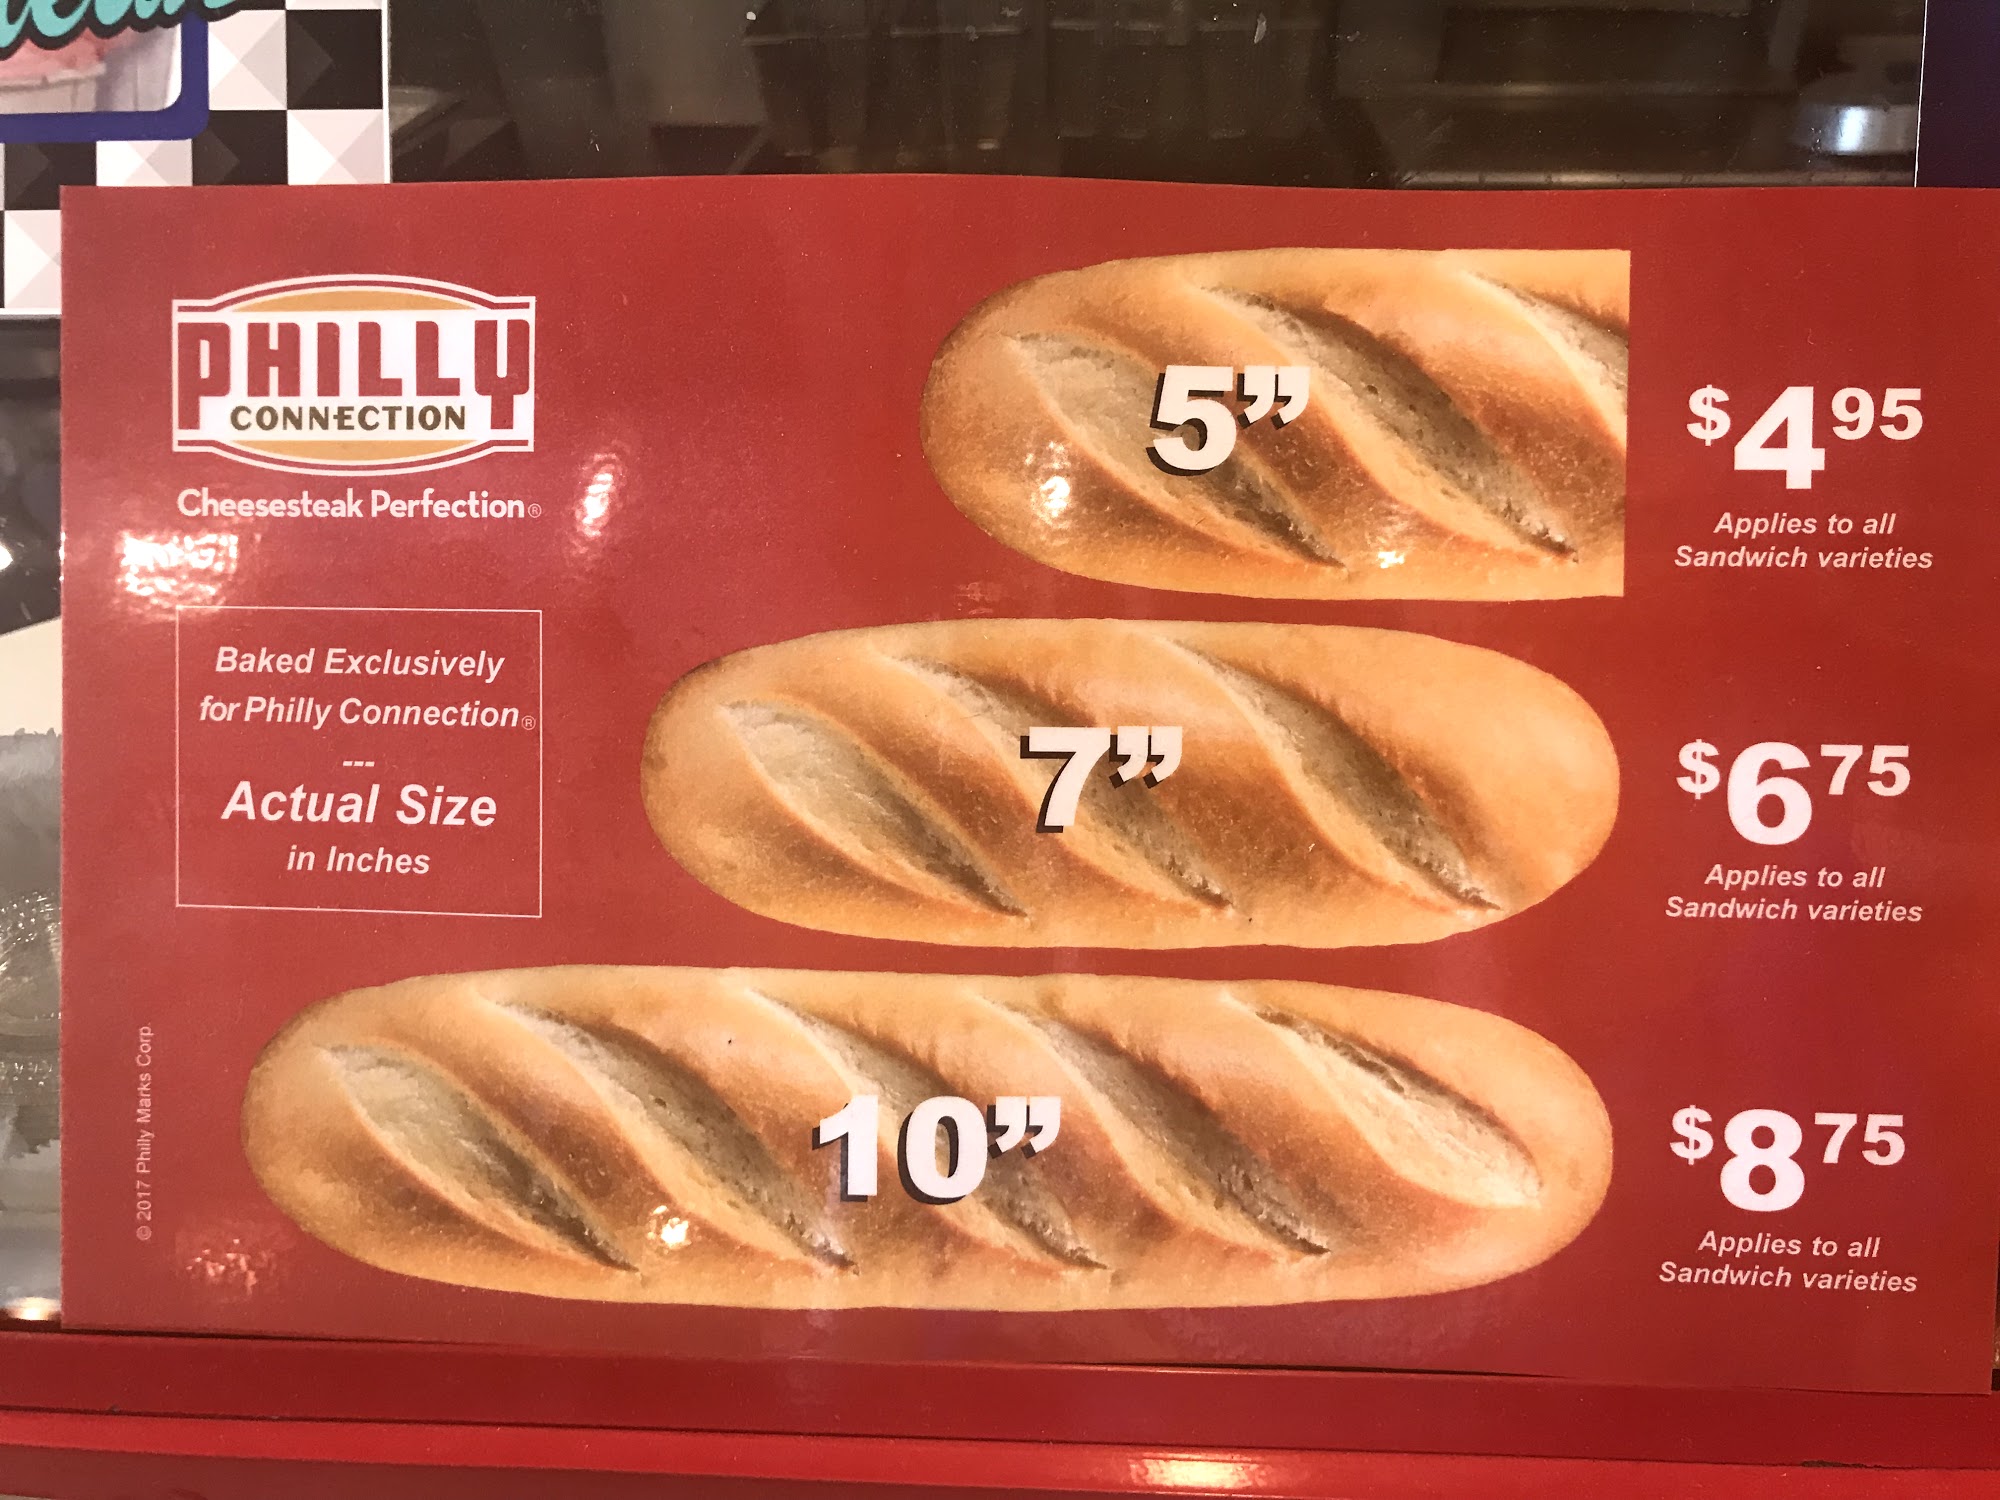 PHILLY
CONNECTION
Cheesesteak Perfection®
Baked Exclusively
for Philly Connection®
---
Actual Size
in Inches
© 2017 Philly Marks Corp.
5”
$4 95
Applies to all
Sandwich varieties
7”
$6 75
Applies to all
Sandwich varieties
10”
$8 75
Applies to all
Sandwich varieties